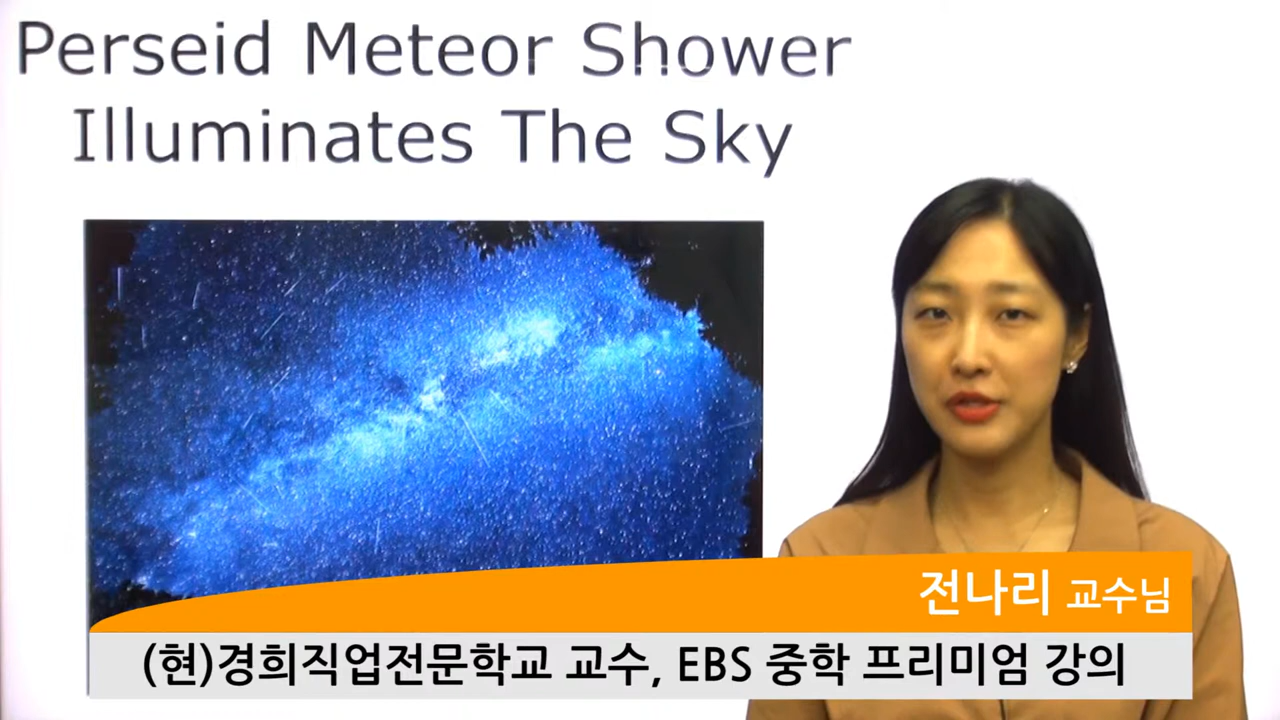 Perseid Meteor Shower
Illuminates The Sky
전나리 교수님
(현)경희직업전문학교 교수, EBS 중학 프리미엄 강의